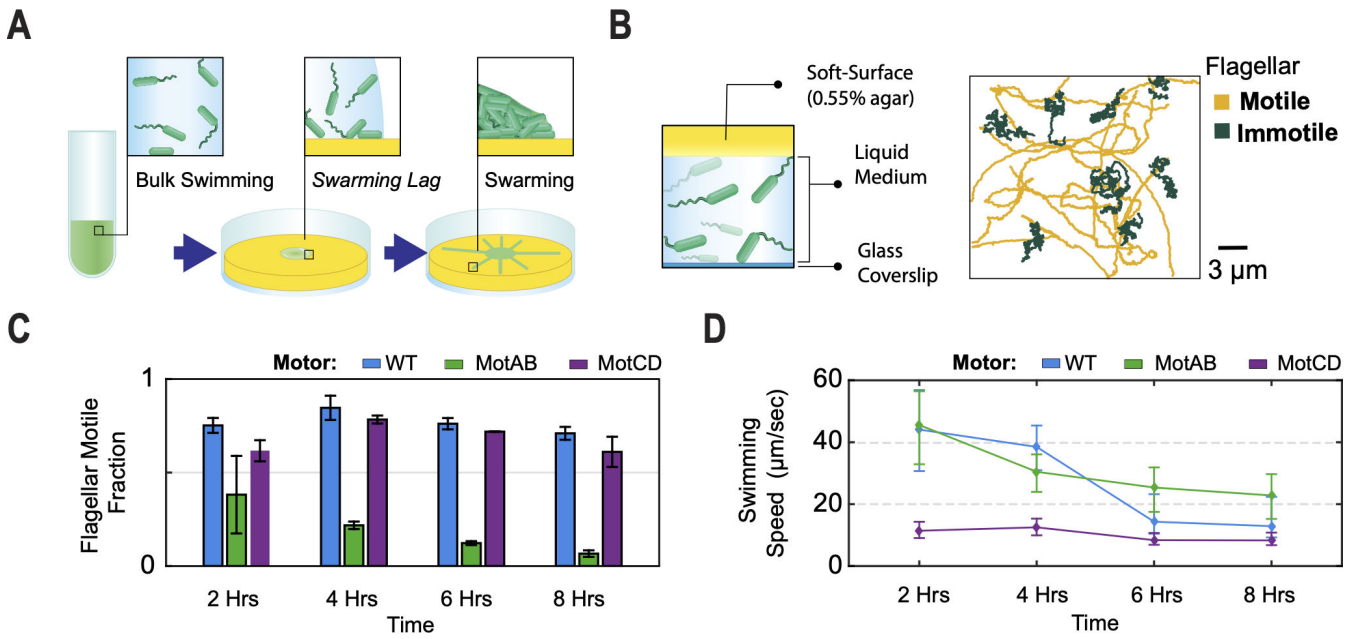 A
Bulk Swimming
Swarming Lag
Swarming
B
Soft-Surface
(0.55% agar)
Liquid
Medium
Glass
Coverslip
Flagellar
Motile
Immotile
3 µm
C
Motor: WT MotAB MotCD
1
0
Flagellar Motile
Fraction
2 Hrs 4 Hrs 6 Hrs 8 Hrs
Time
D
Motor: WT MotAB MotCD
60
40
20
0
Swimming
Speed (µm/sec)
2 Hrs 4 Hrs 6 Hrs 8 Hrs
Time